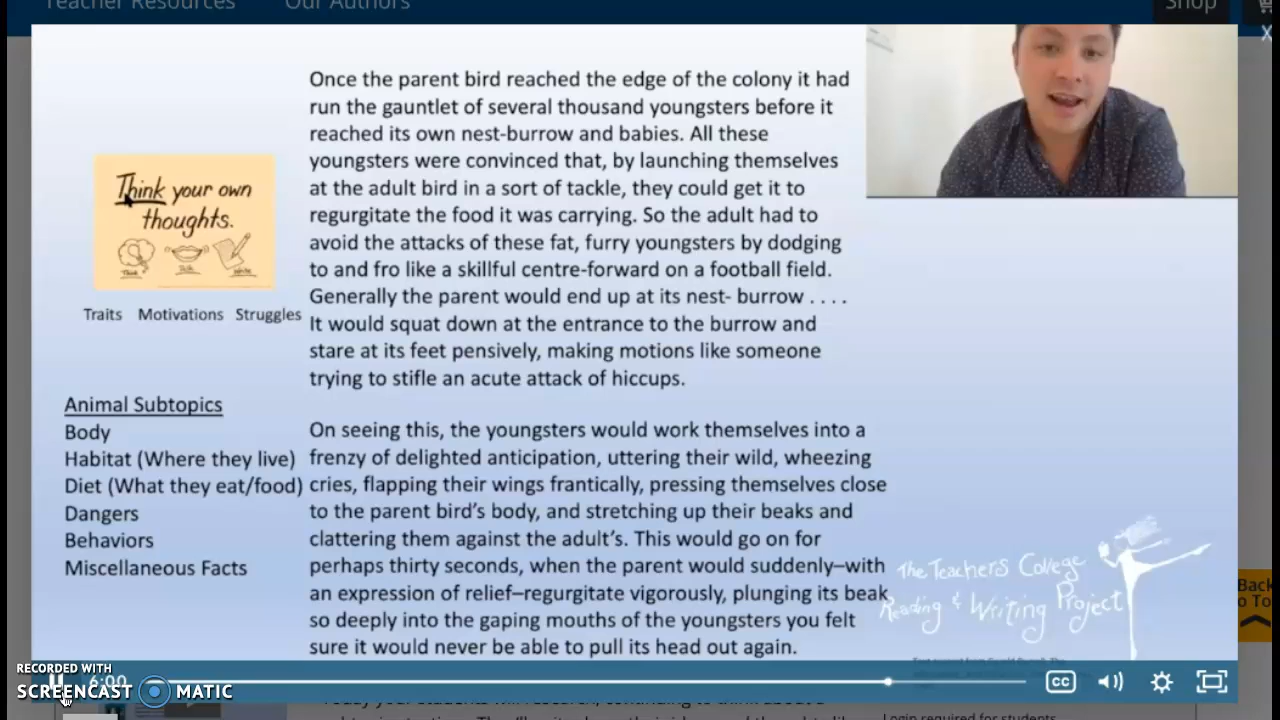 Teacher Resources
Our Authors
Shop
X
Once the parent bird reached the edge of the colony it had
run the gauntlet of several thousand youngsters before it
reached its own nest-burrow and babies. All these
youngsters were convinced that, by launching themselves
at the adult bird in a sort of tackle, they could get it to
regurgitate the food it was carrying. So the adult had to
avoid the attacks of these fat, furry youngsters by dodging
to and fro like a skillful centre-forward on a football field.
Generally the parent would end up at its nest- burrow . . . .
It would squat down at the entrance to the burrow and
stare at its feet pensively, making motions like someone
trying to stifle an acute attack of hiccups.
On seeing this, the youngsters would work themselves into a
frenzy of delighted anticipation, uttering their wild, wheezing
cries, flapping their wings frantically, pressing themselves close
to the parent bird's body, and stretching up their beaks and
clattering them against the adult's. This would go on for
perhaps thirty seconds, when the parent would suddenly–with
an expression of relief–regurgitate vigorously, plunging its beak
so deeply into the gaping mouths of the youngsters you felt
sure it would never be able to pull its head out again.
Think your own
thoughts.
Think
Talk
Write
Traits Motivations Struggles
Animal Subtopics
Body
Habitat (Where they live)
Diet (What they eat/food)
Dangers
Behaviors
Miscellaneous Facts
The Teachers College
Reading & Writing Project
Back
To
RECORDED WITH
SCREENCAST MATIC
6:00
CC
Login required for students